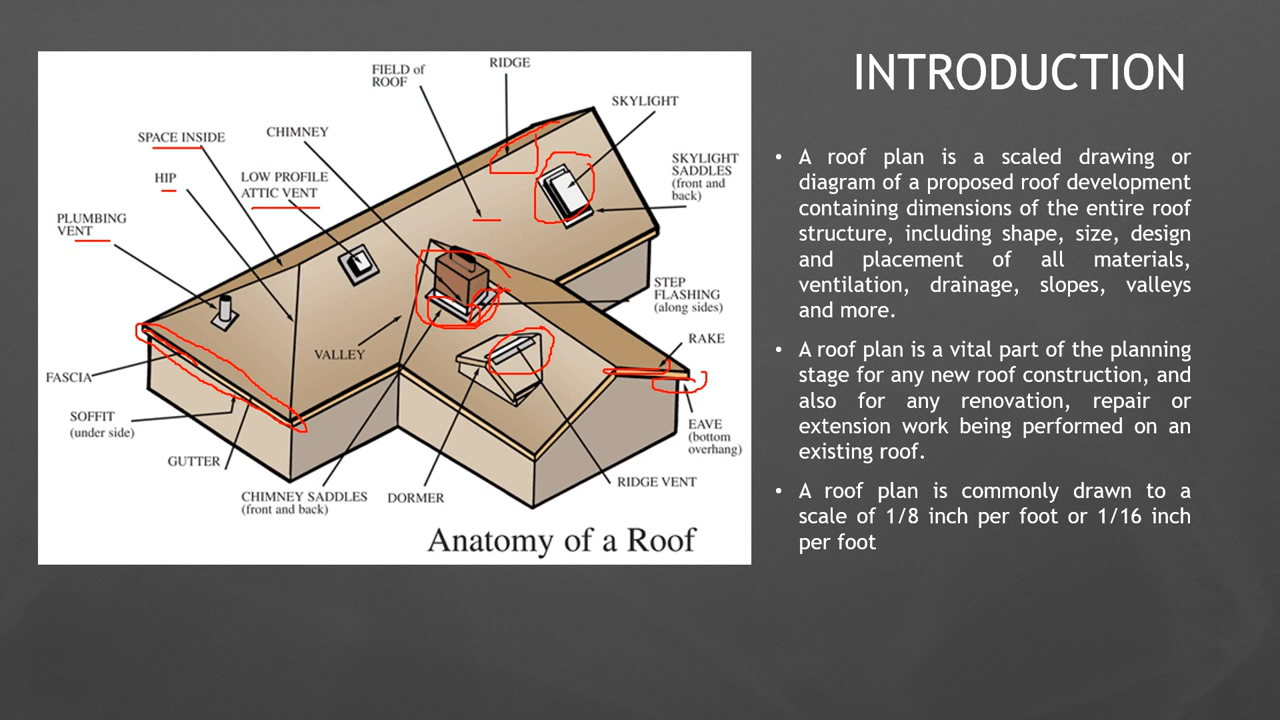 INTRODUCTION
FIELD of
ROOF
RIDGE
SKYLIGHT
SPACE INSIDE
CHIMNEY
SKYLIGHT
SADDLES
(front and
back)
HIP
LOW PROFILE
ATTIC VENT
PLUMBING
VENT
STEP
FLASHING
(along sides)
VALLEY
RAKE
FASCIA
SOFFIT
(under side)
EAVE
(bottom
overhang)
GUTTER
CHIMNEY SADDLES
(front and back)
DORMER
RIDGE VENT
Anatomy of a Roof
• A roof plan is a scaled drawing or
diagram of a proposed roof development
containing dimensions of the entire roof
structure, including shape, size, design
and placement of all materials,
ventilation, drainage, slopes, valleys
and more.
• A roof plan is a vital part of the planning
stage for any new roof construction, and
also for any renovation, repair or
extension work being performed on an
existing roof.
• A roof plan is commonly drawn to a
scale of 1/8 inch per foot or 1/16 inch
per foot